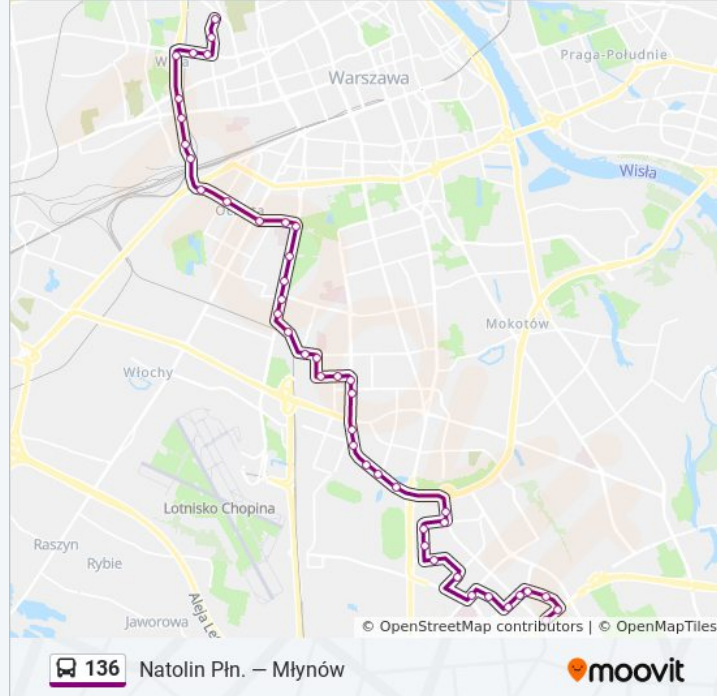 Praga-Południe
Wola
Warszawa
Wisła
Ochota
Mokotów
Włochy
Lotnisko Chopina
Raszyn
Rybie
Aleja Le
Jaworowa
© OpenStreetMap contributors | © OpenMapTiles
136 Natolin Płn. — Młynów
moovit